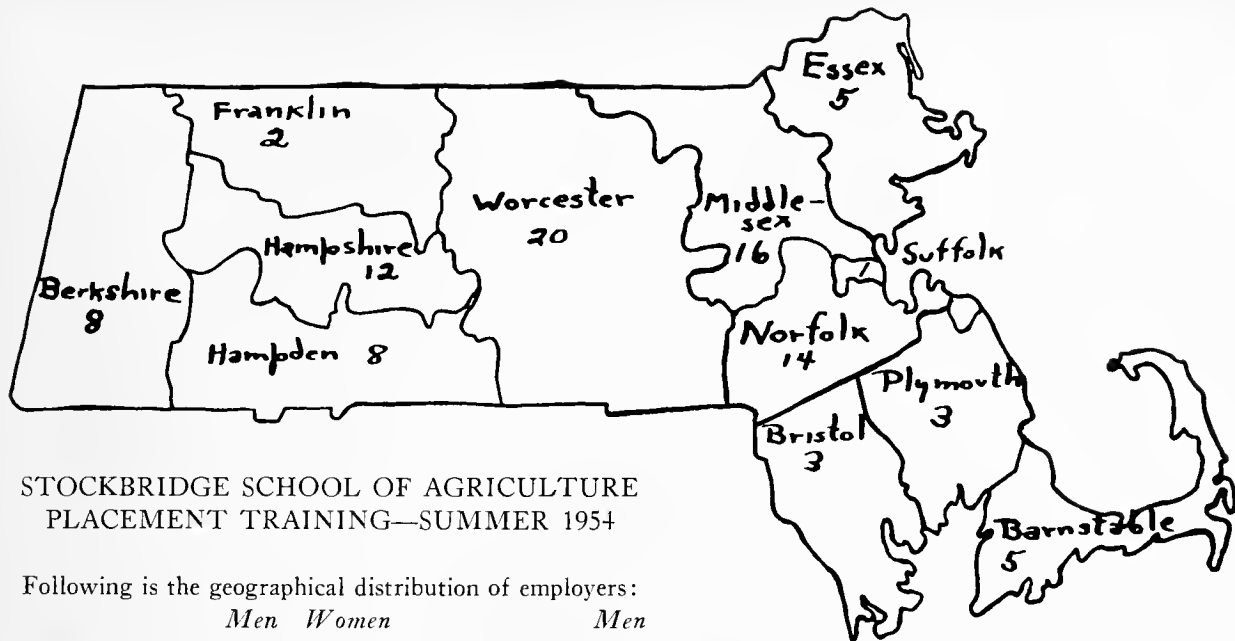 Essex
5
Franklin
2
Worcester
20
Middle-
sex
16
Hampshire
12
Suffolk
1
Berkshire
8
Hampden 8
Norfolk
14
Plymouth
3
Bristol
3
Barnstable
5
STOCKBRIDGE SCHOOL OF AGRICULTURE
PLACEMENT TRAINING—SUMMER 1954
Following is the geographical distribution of employers:
Men Women Men